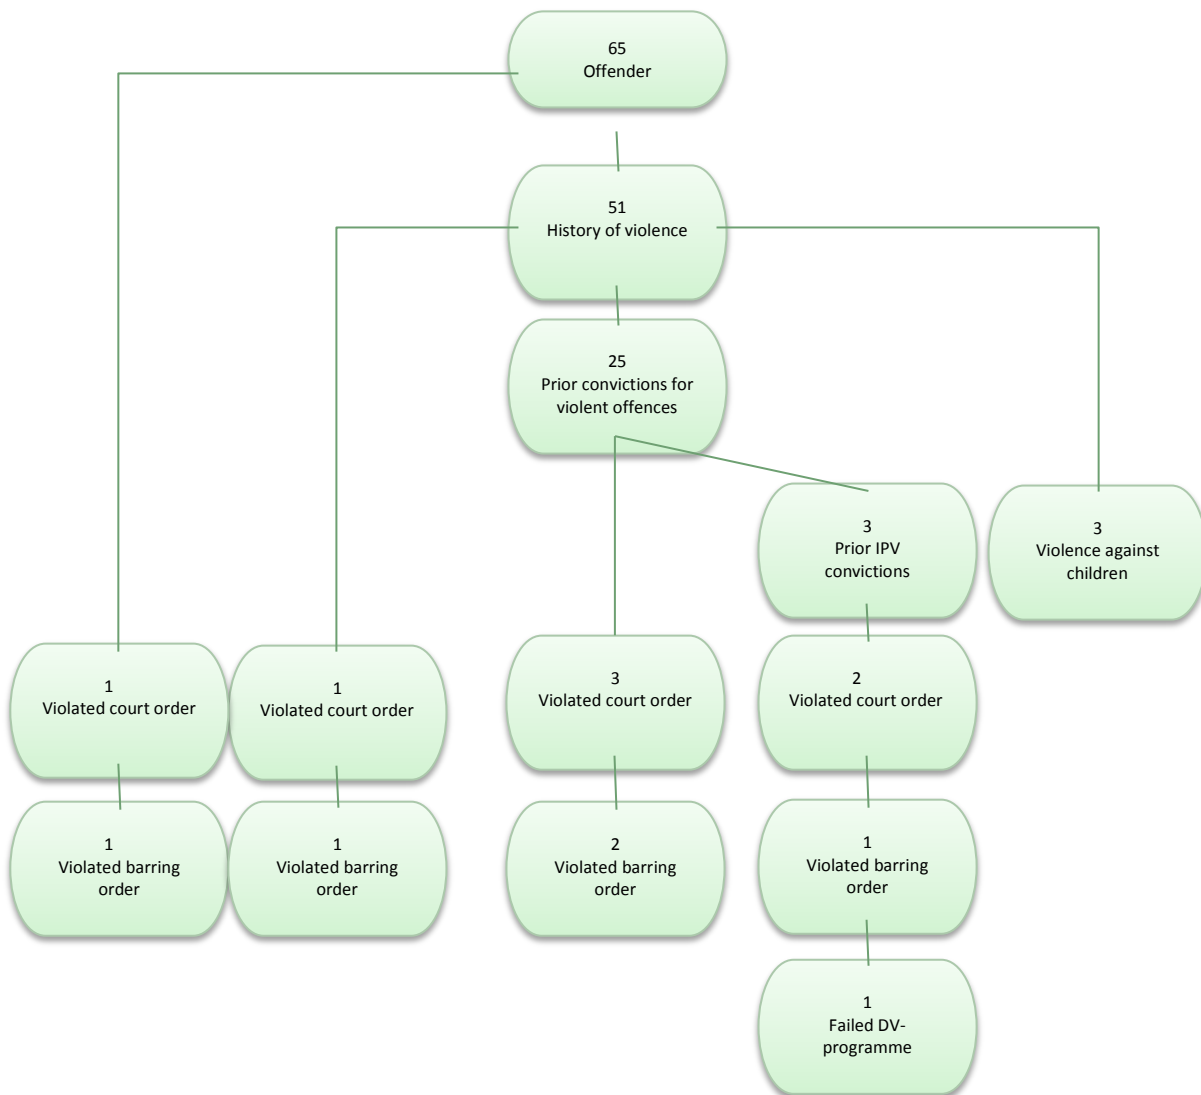 65
Offender
51
History of violence
25
Prior convictions for
violent offences
3
Prior IPV
convictions
3
Violence against
children
1
Violated court order
1
Violated court order
3
Violated court order
2
Violated court order
1
Violated barring
order
1
Violated barring
order
2
Violated barring
order
1
Violated barring
order
1
Failed DV-
programme